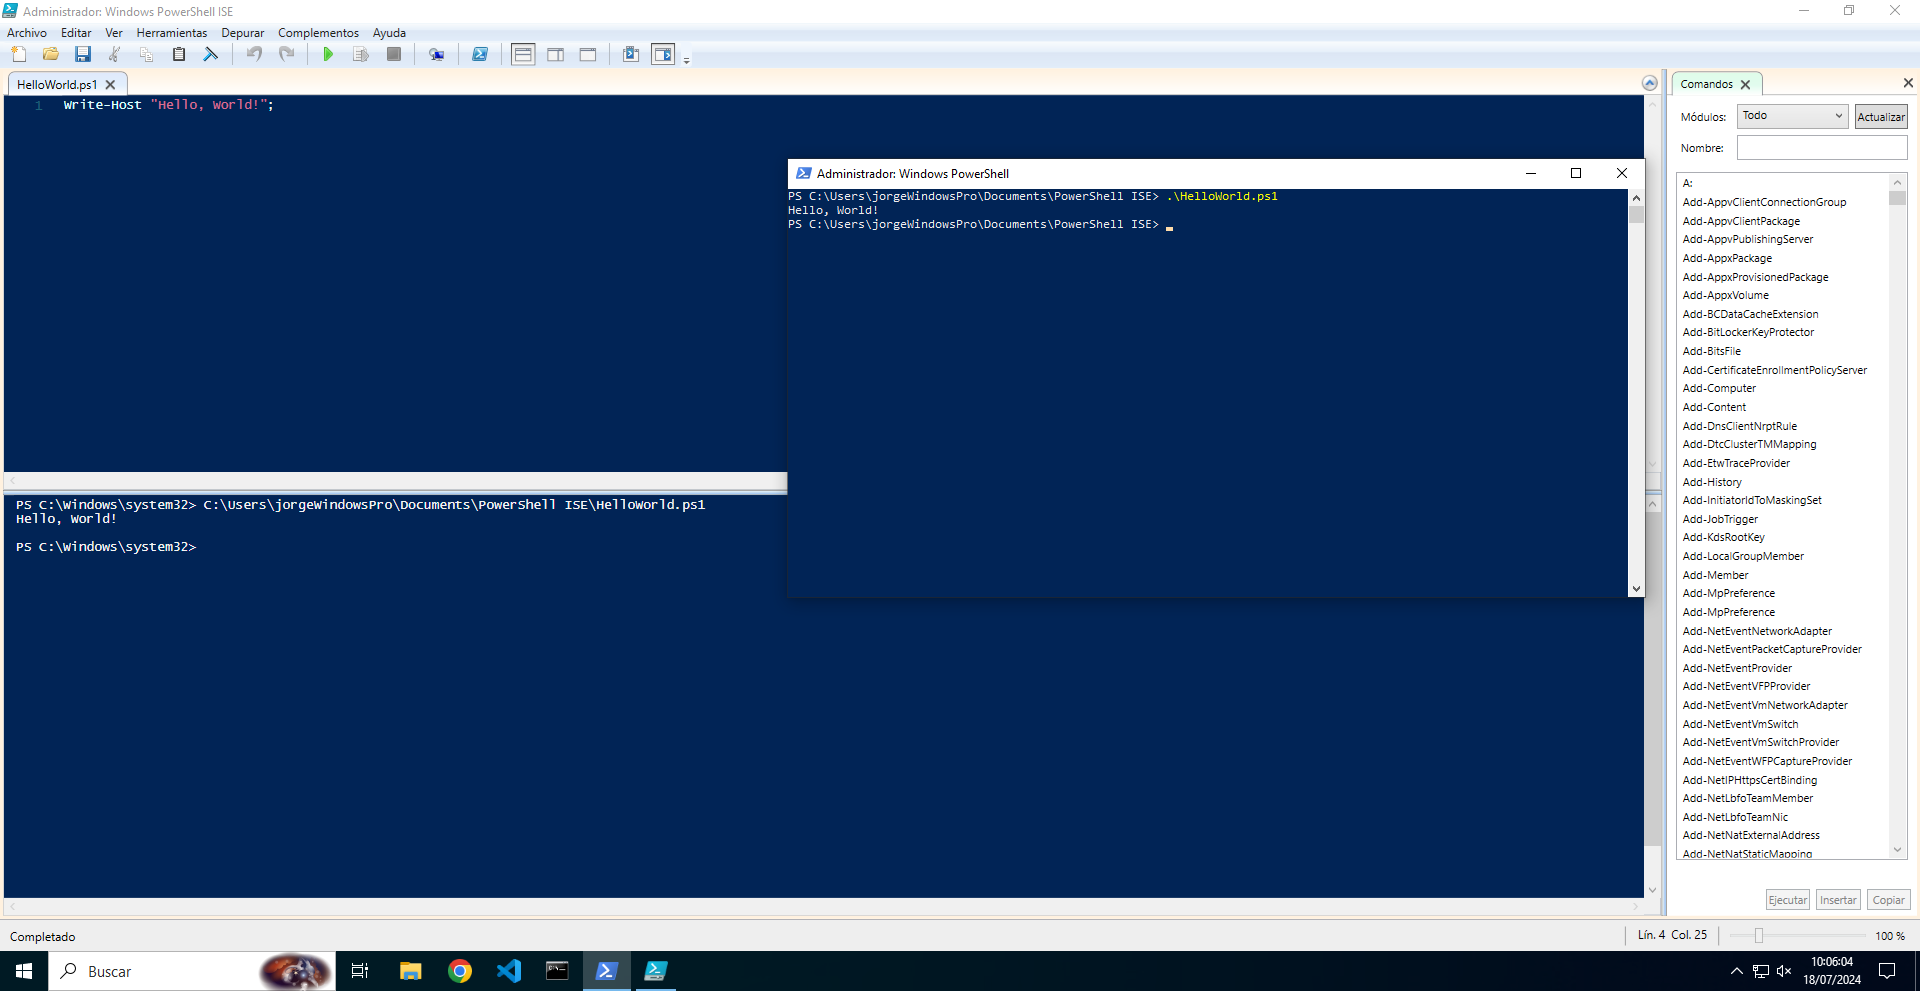 Administrador: Windows PowerShell ISE
Archivo Editar Ver Herramientas Depurar Complementos Ayuda
HelloWorld.ps1
1 Write-Host "Hello, World!";
Administrador: Windows PowerShell
PS C:\Users\jorgeWindowsPro\Documents\PowerShell ISE> .\HelloWorld.ps1
Hello, World!
PS C:\Users\jorgeWindowsPro\Documents\PowerShell ISE>
PS C:\Windows\system32> C:\Users\jorgeWindowsPro\Documents\PowerShell ISE\HelloWorld.ps1
Hello, World!
PS C:\Windows\system32>
Comandos
Módulos: Todo Actualizar
Nombre:
A:
Add-AppvClientConnectionGroup
Add-AppvClientPackage
Add-AppvPublishingServer
Add-AppxPackage
Add-AppxProvisionedPackage
Add-AppxVolume
Add-BCDataCacheExtension
Add-BitLockerKeyProtector
Add-BitsFile
Add-CertificateEnrollmentPolicyServer
Add-Computer
Add-Content
Add-DnsClientNrptRule
Add-DtcClusterTMMapping
Add-EtwTraceProvider
Add-History
Add-InitiatorIdToMaskingSet
Add-JobTrigger
Add-KdsRootKey
Add-LocalGroupMember
Add-Member
Add-MpPreference
Add-MpPreference
Add-NetEventNetworkAdapter
Add-NetEventPacketCaptureProvider
Add-NetEventProvider
Add-NetEventVFPProvider
Add-NetEventVmNetworkAdapter
Add-NetEventVmSwitch
Add-NetEventVmSwitchProvider
Add-NetEventWFPCaptureProvider
Add-NetIPHttpsCertBinding
Add-NetLbfoTeamMember
Add-NetLbfoTeamNic
Add-NetNatExternalAddress
Add-NetNatStaticMapping
Ejecutar Insertar Copiar
Completado
Lín. 4 Col. 25
100 %
Buscar
10:06:04
18/07/2024